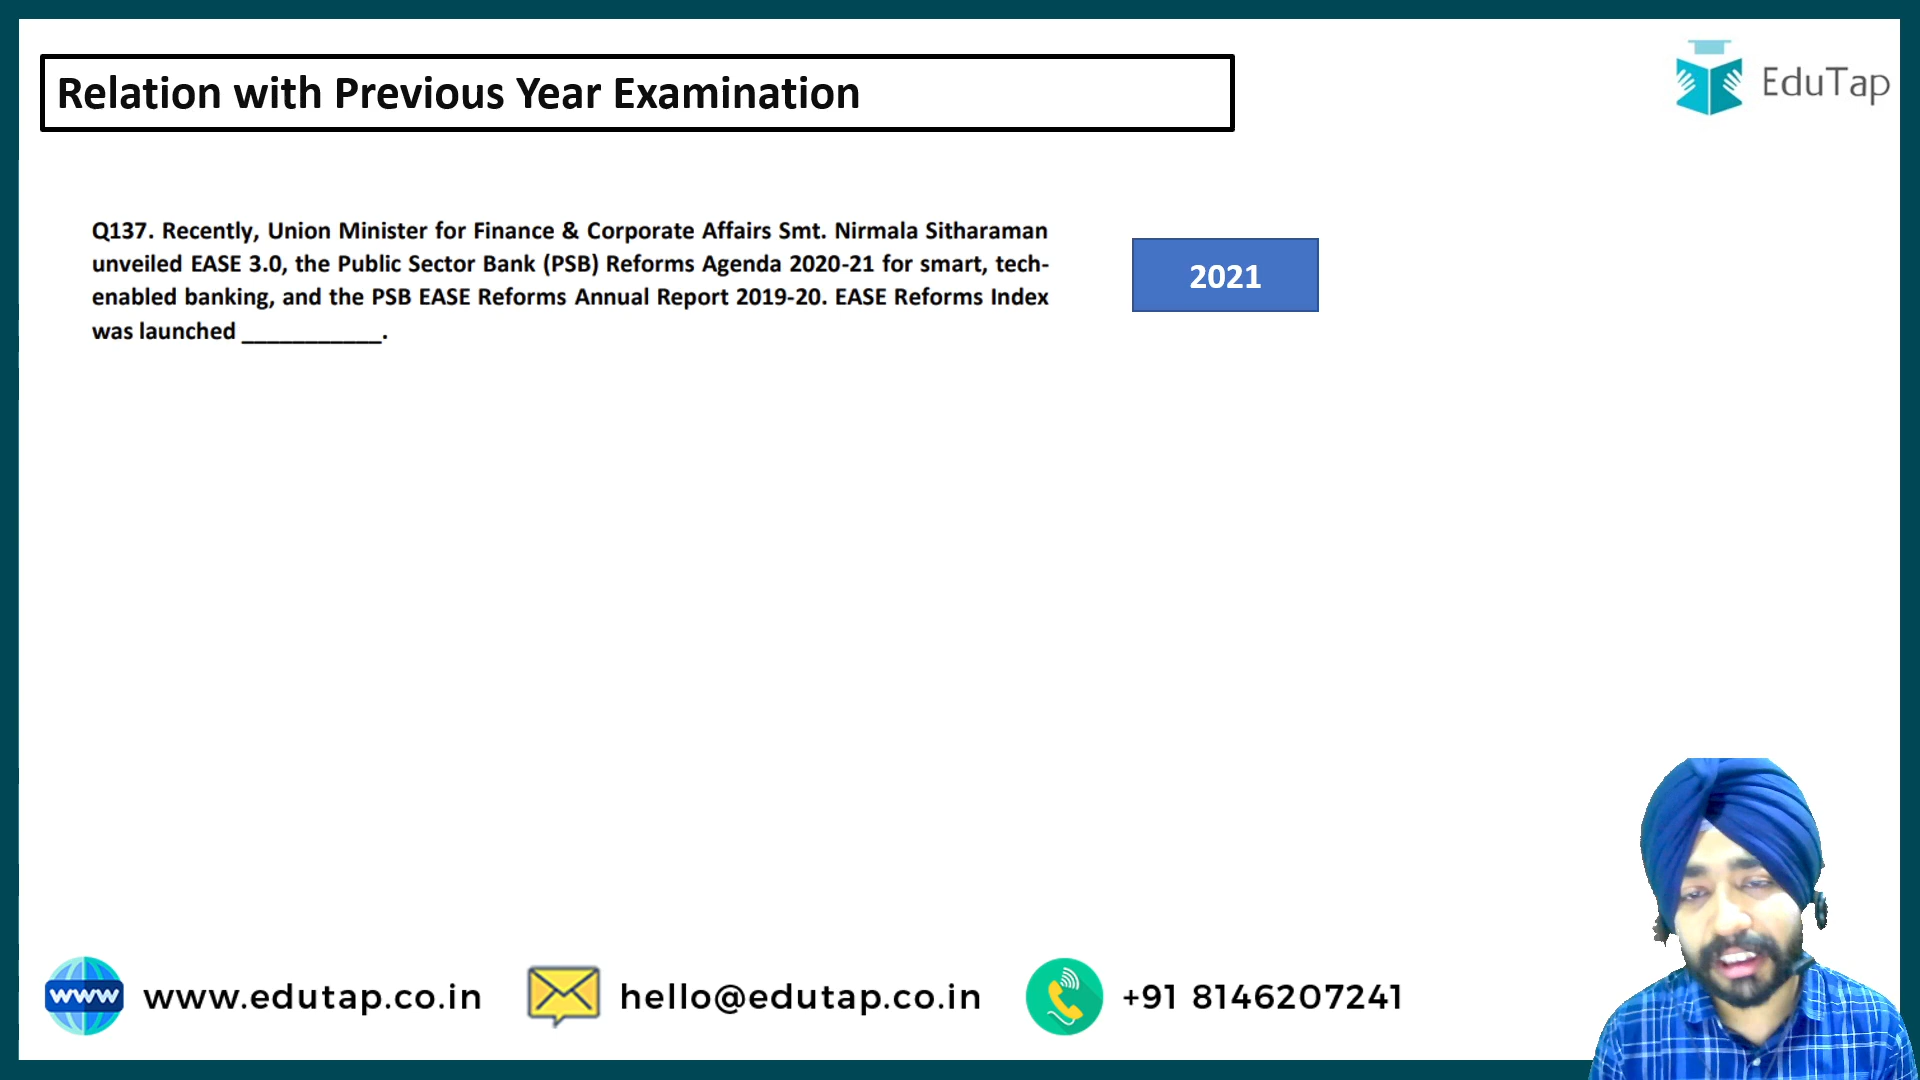 Relation with Previous Year Examination
EduTap
Q137. Recently, Union Minister for Finance & Corporate Affairs Smt. Nirmala Sitharaman
unveiled EASE 3.0, the Public Sector Bank (PSB) Reforms Agenda 2020-21 for smart, tech-
enabled banking, and the PSB EASE Reforms Annual Report 2019-20. EASE Reforms Index
was launched ___________.
2021
www www.edutap.co.in hello@edutap.co.in +91 8146207241